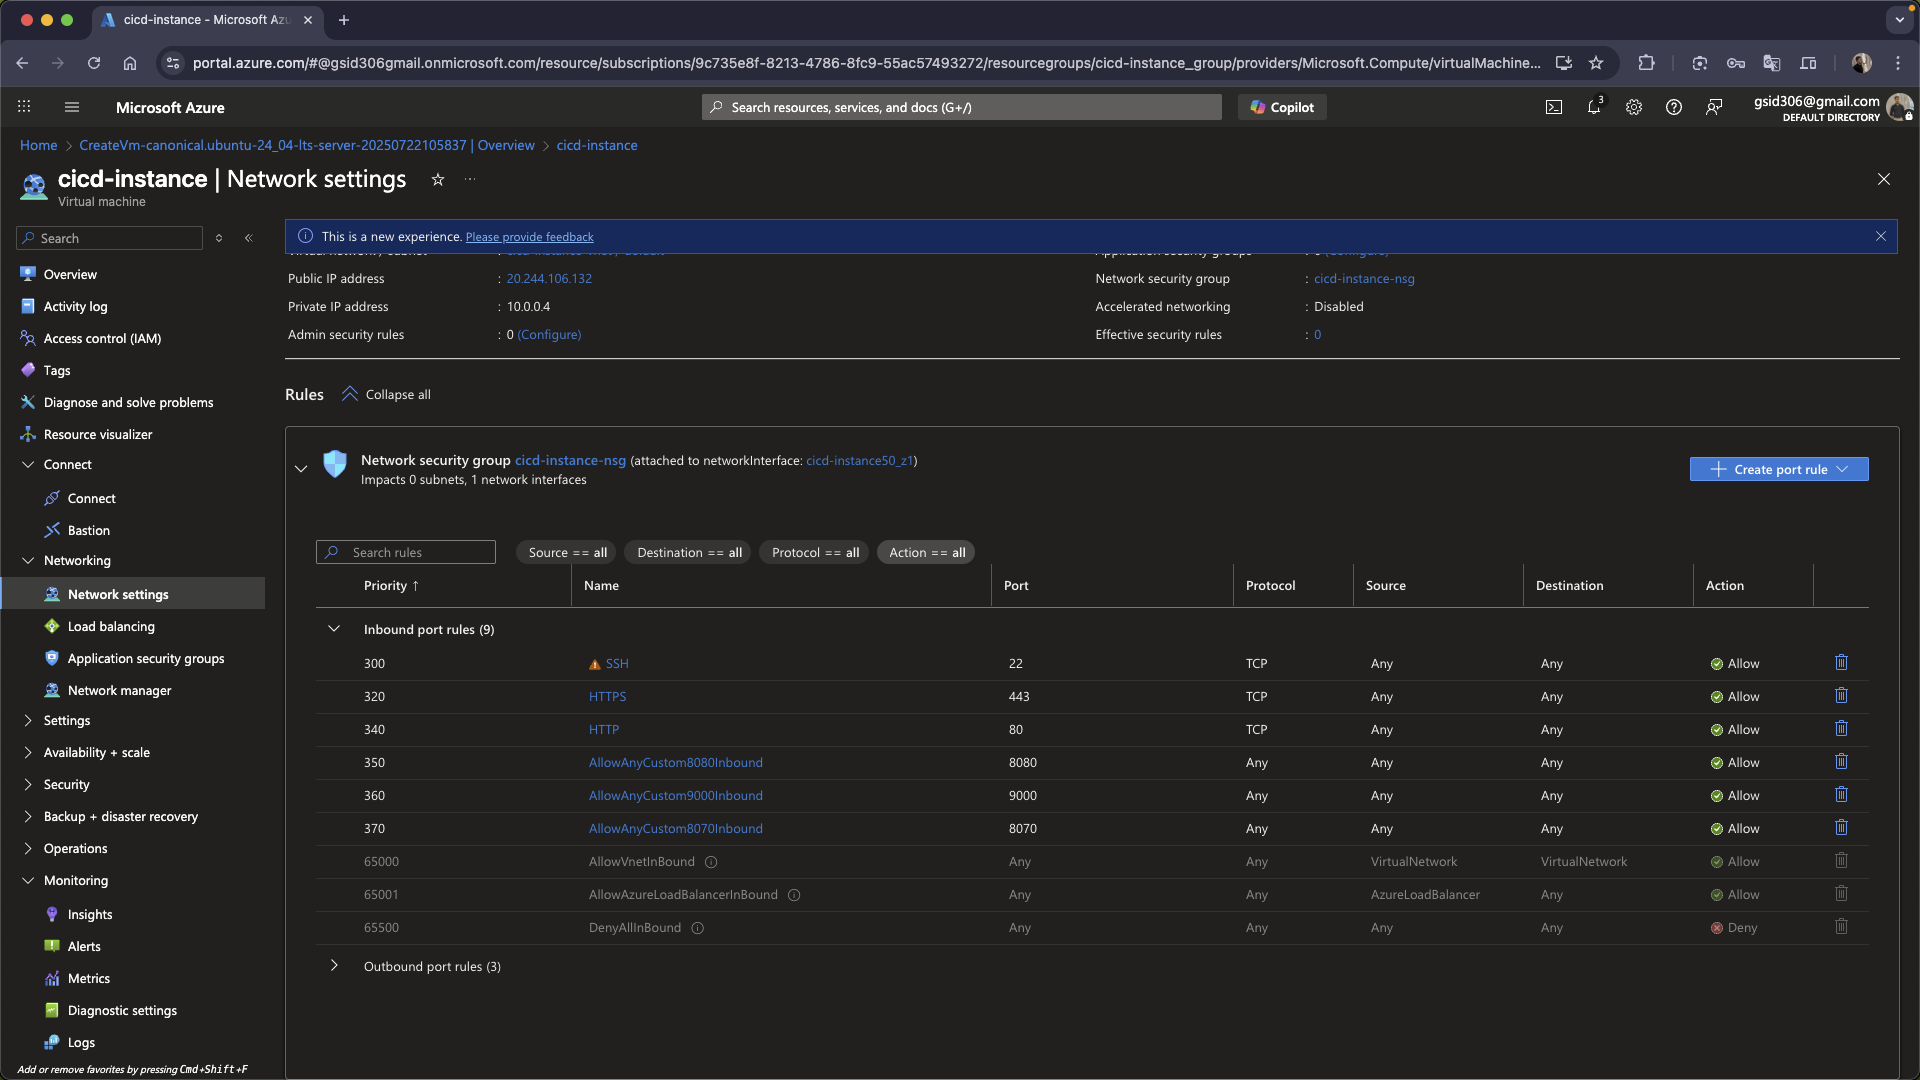 cicd-instance - Microsoft Azu
portal.azure.com/#@gsid306gmail.onmicrosoft.com/resource/subscriptions/9c735e8f-8213-4786-8fc9-55ac57493272/resourcegroups/cicd-instance_group/providers/Microsoft.Compute/virtualMachine...
Microsoft Azure
Search resources, services, and docs (G+/)
Copilot
3
gsid306@gmail.com
DEFAULT DIRECTORY
Home > CreateVm-canonical.ubuntu-24_04-lts-server-20250722105837 | Overview > cicd-instance
cicd-instance | Network settings
Virtual machine
Search
This is a new experience. Please provide feedback
Overview
Activity log
Access control (IAM)
Tags
Diagnose and solve problems
Resource visualizer
Connect
Connect
Bastion
Networking
Network settings
Load balancing
Application security groups
Network manager
Settings
Availability + scale
Security
Backup + disaster recovery
Operations
Monitoring
Insights
Alerts
Metrics
Diagnostic settings
Logs
Add or remove favorites by pressing Cmd+Shift+F
Public IP address : 20.244.106.132
Private IP address : 10.0.0.4
Admin security rules : 0 (Configure)
Network security group : cicd-instance-nsg
Accelerated networking : Disabled
Effective security rules : 0
Rules Collapse all
Network security group cicd-instance-nsg (attached to networkInterface: cicd-instance50_z1)
Impacts 0 subnets, 1 network interfaces
Create port rule
Search rules Source == all Destination == all Protocol == all Action == all
Priority ↑ Name Port Protocol Source Destination Action
Inbound port rules (9)
300 SSH 22 TCP Any Any Allow
320 HTTPS 443 TCP Any Any Allow
340 HTTP 80 TCP Any Any Allow
350 AllowAnyCustom8080Inbound 8080 Any Any Any Allow
360 AllowAnyCustom9000Inbound 9000 Any Any Any Allow
370 AllowAnyCustom8070Inbound 8070 Any Any Any Allow
65000 AllowVnetInBound Any Any VirtualNetwork VirtualNetwork Allow
65001 AllowAzureLoadBalancerInBound Any Any AzureLoadBalancer Any Allow
65500 DenyAllInBound Any Any Any Any Deny
Outbound port rules (3)